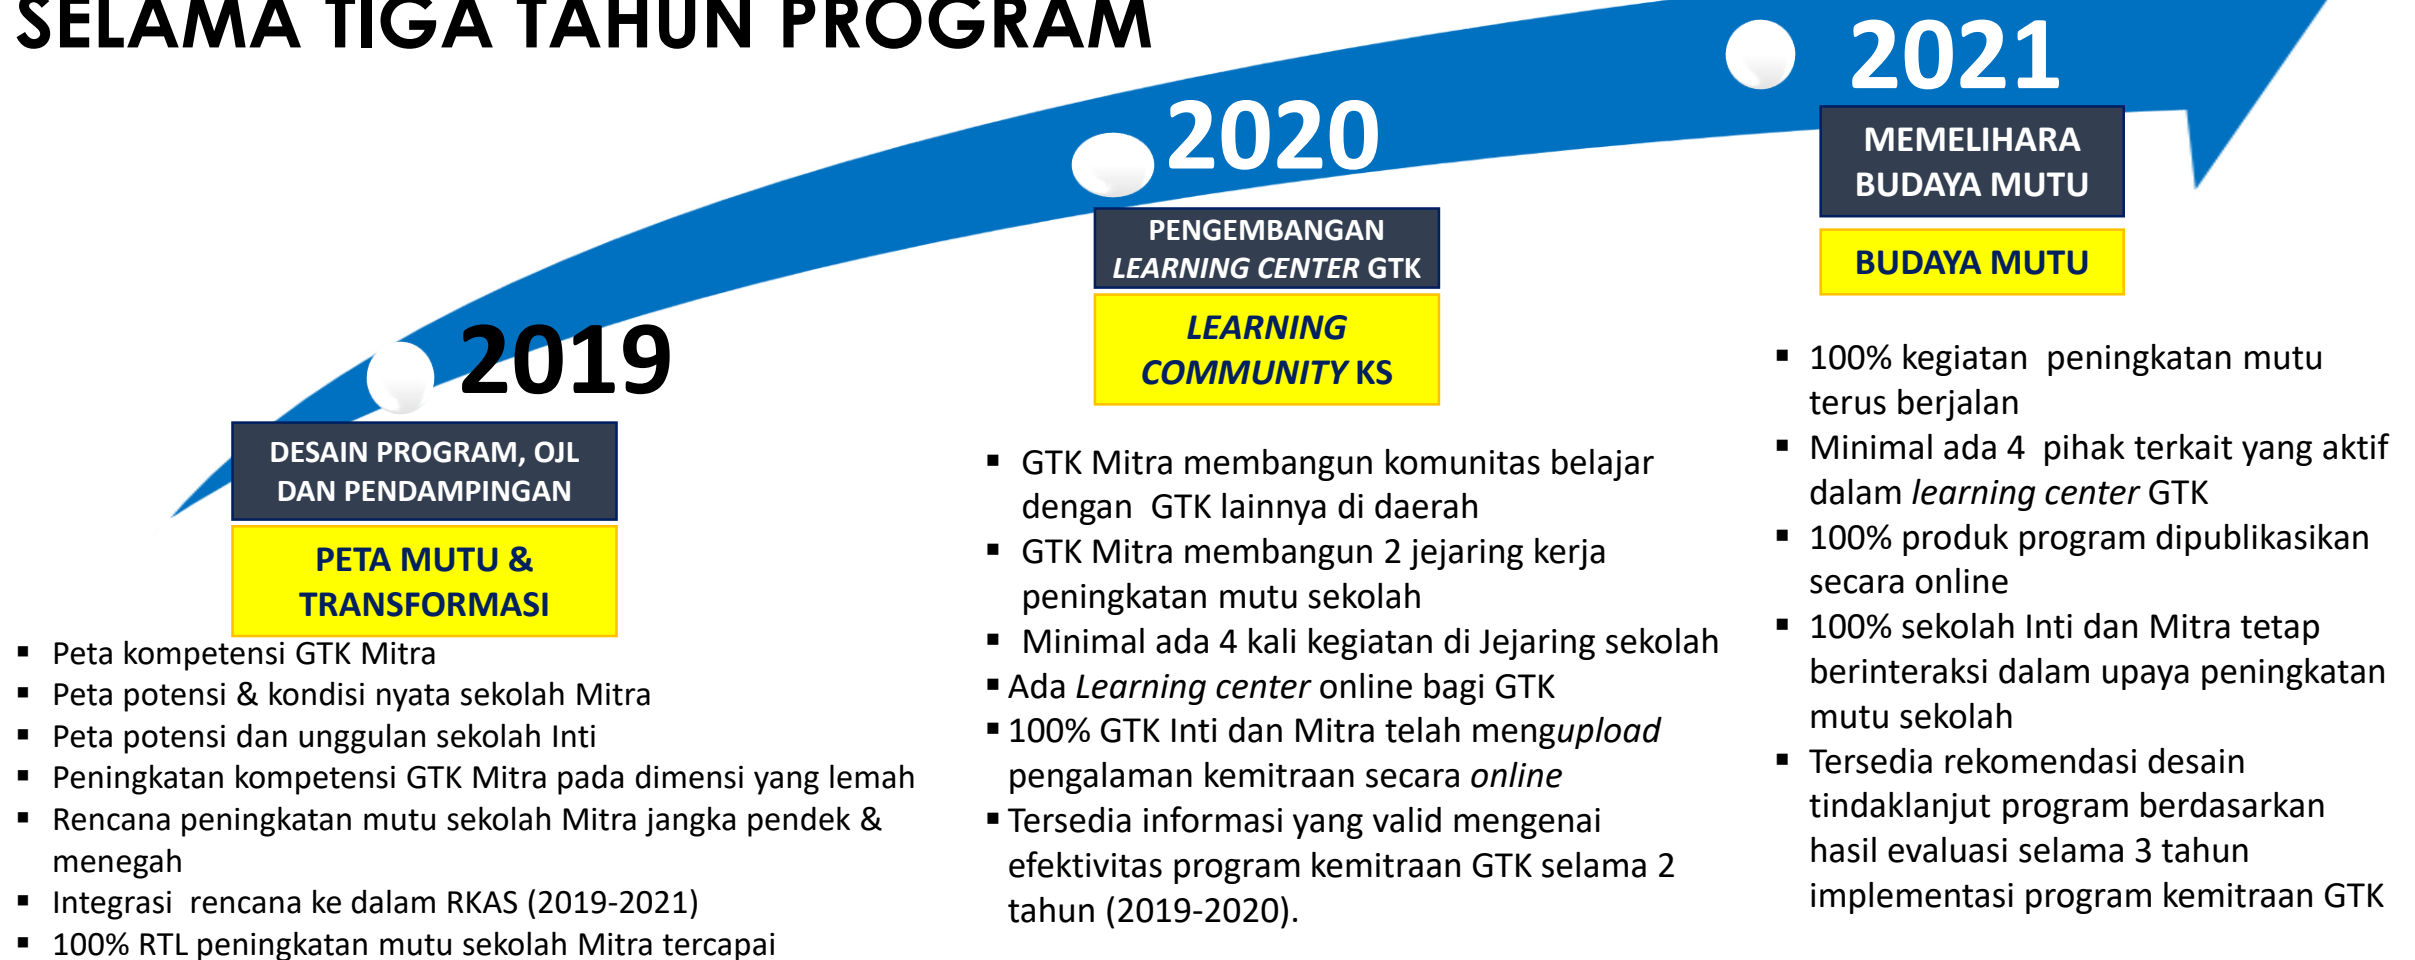 SELAMA TIGA TAHUN PROGRAM
2019
DESAIN PROGRAM, OJL
DAN PENDAMPINGAN
PETA MUTU &
TRANSFORMASI
▪ Peta kompetensi GTK Mitra
▪ Peta potensi & kondisi nyata sekolah Mitra
▪ Peta potensi dan unggulan sekolah Inti
▪ Peningkatan kompetensi GTK Mitra pada dimensi yang lemah
▪ Rencana peningkatan mutu sekolah Mitra jangka pendek &
menegah
▪ Integrasi rencana ke dalam RKAS (2019-2021)
▪ 100% RTL peningkatan mutu sekolah Mitra tercapai
2020
PENGEMBANGAN
LEARNING CENTER GTK
LEARNING
COMMUNITY KS
▪ GTK Mitra membangun komunitas belajar
dengan GTK lainnya di daerah
▪ GTK Mitra membangun 2 jejaring kerja
peningkatan mutu sekolah
▪ Minimal ada 4 kali kegiatan di Jejaring sekolah
▪ Ada Learning center online bagi GTK
▪ 100% GTK Inti dan Mitra telah mengupload
pengalaman kemitraan secara online
▪ Tersedia informasi yang valid mengenai
efektivitas program kemitraan GTK selama 2
tahun (2019-2020).
2021
MEMELIHARA
BUDAYA MUTU
BUDAYA MUTU
▪ 100% kegiatan peningkatan mutu
terus berjalan
▪ Minimal ada 4 pihak terkait yang aktif
dalam learning center GTK
▪ 100% produk program dipublikasikan
secara online
▪ 100% sekolah Inti dan Mitra tetap
berinteraksi dalam upaya peningkatan
mutu sekolah
▪ Tersedia rekomendasi desain
tindaklanjut program berdasarkan
hasil evaluasi selama 3 tahun
implementasi program kemitraan GTK